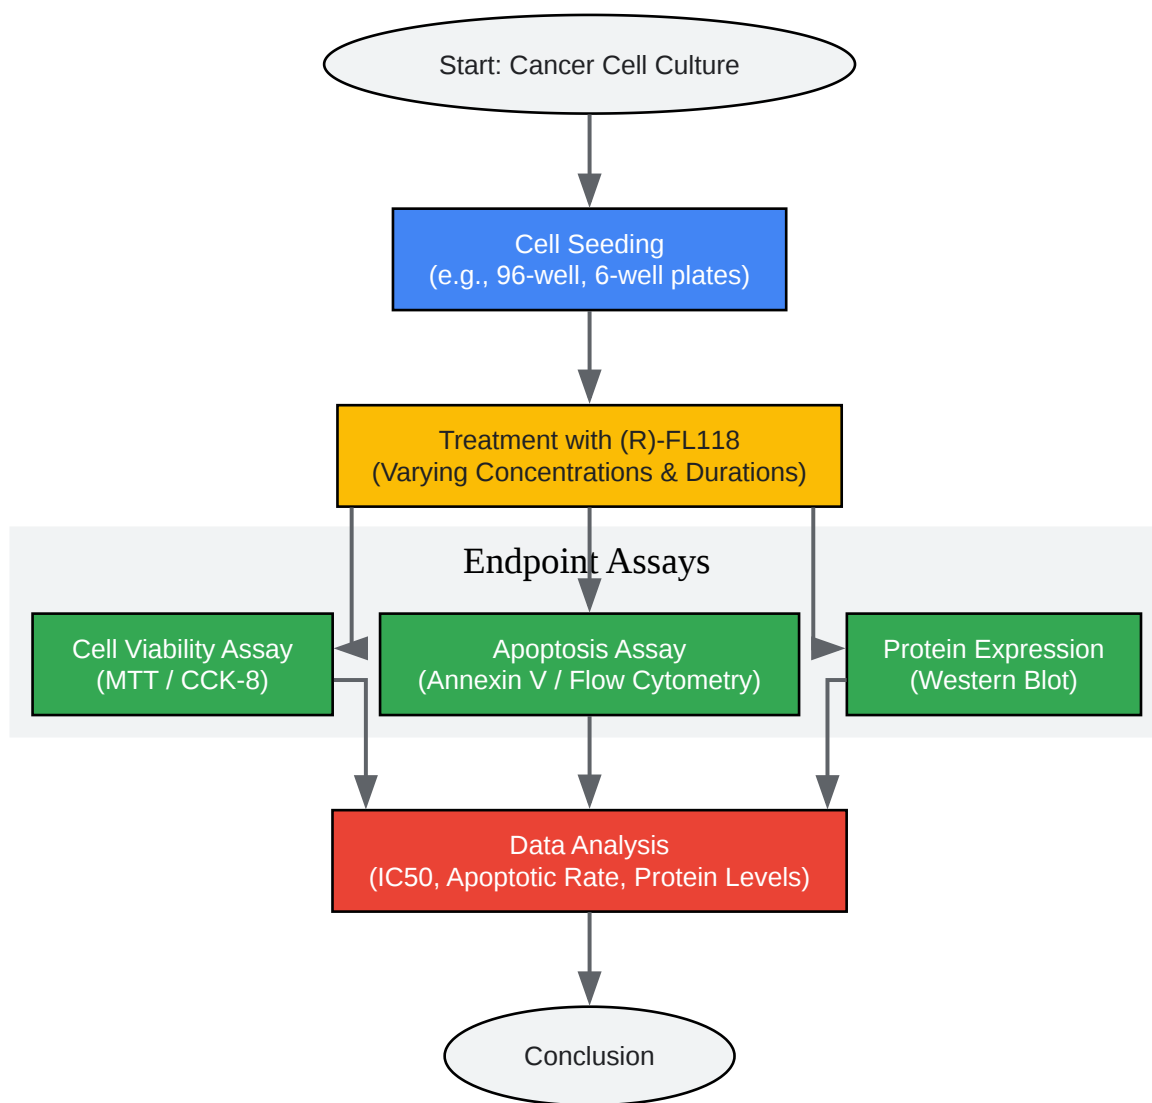 Start: Cancer Cell Culture
Cell Seeding
(e.g., 96-well, 6-well plates)
Treatment with (R)-FL118
(Varying Concentrations & Durations)
Endpoint Assays
Cell Viability Assay
(MTT / CCK-8)
Apoptosis Assay
(Annexin V / Flow Cytometry)
Protein Expression
(Western Blot)
Data Analysis
(IC50, Apoptotic Rate, Protein Levels)
Conclusion